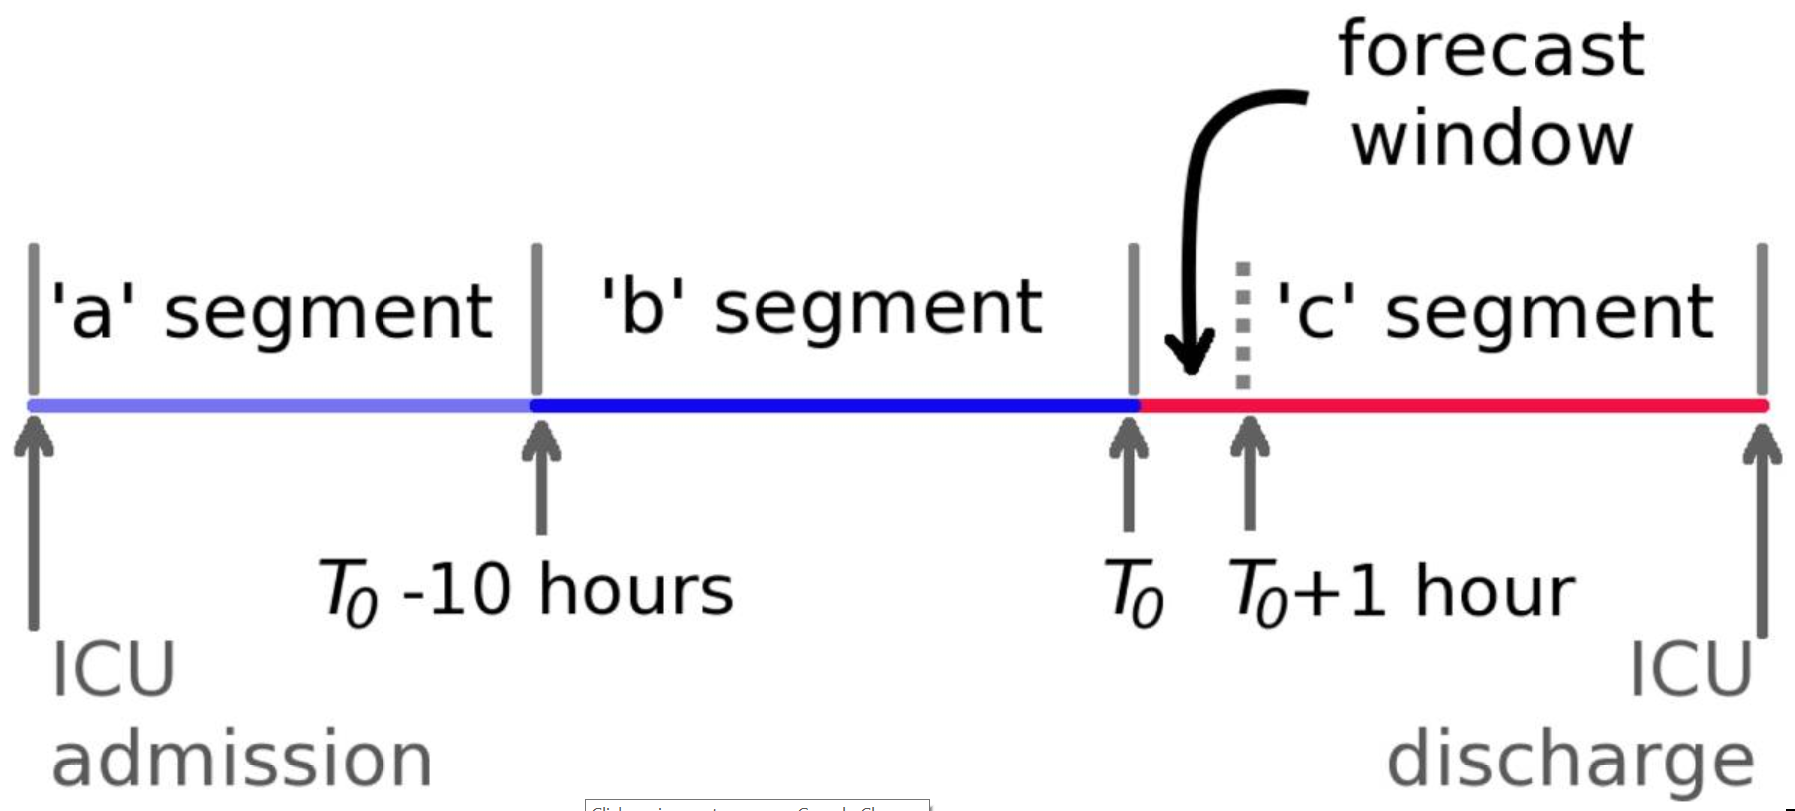 forecast
window
'a' segment
'b' segment
'c' segment
T0 -10 hours
T0
T0+1 hour
ICU
admission
ICU
discharge